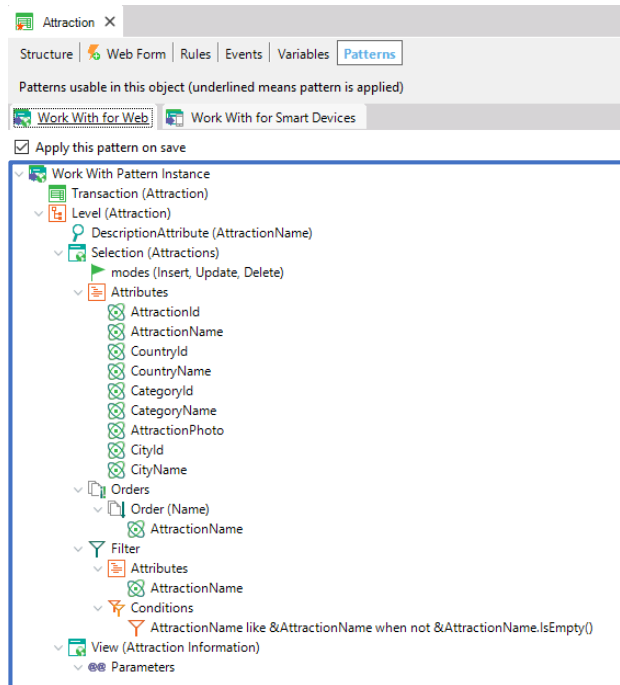 Attraction
Structure Web Form Rules Events Variables Patterns
Patterns usable in this object (underlined means pattern is applied)
Work With for Web Work With for Smart Devices
Apply this pattern on save
Work With Pattern Instance
Transaction (Attraction)
Level (Attraction)
DescriptionAttribute (AttractionName)
Selection (Attractions)
modes (Insert, Update, Delete)
Attributes
AttractionId
AttractionName
CountryId
CountryName
CategoryId
CategoryName
AttractionPhoto
CityId
CityName
Orders
Order (Name)
AttractionName
Filter
Attributes
AttractionName
Conditions
AttractionName like &AttractionName when not &AttractionName.IsEmpty()
View (Attraction Information)
Parameters